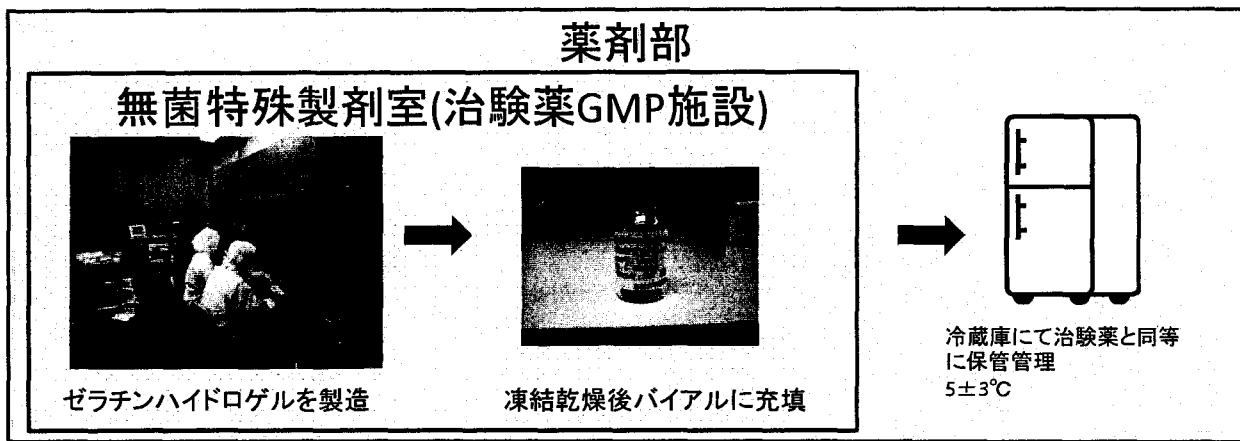 薬剤部
無菌特殊製剤室(治験薬GMP施設)
ゼラチンハイドロゲルを製造
凍結乾燥後バイアルに充填
冷蔵庫にて治験薬と同等
に保管管理
5±3℃